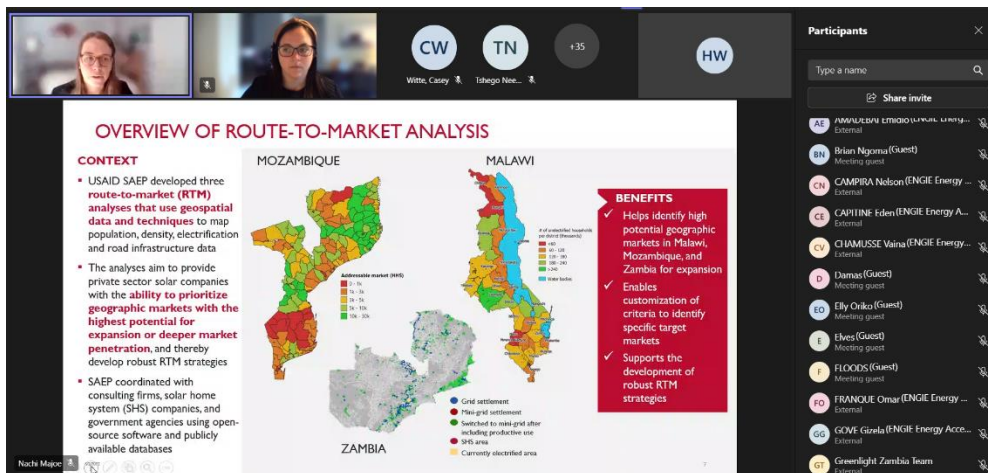 CW
TN
+35
HW
Witte, Casey
Tshego Nee...
Participants
Type a name
Share invite
AE
AMADEBAI Emidio (ENGIE Energ...
External
BN
Brian Ngoma (Guest)
Meeting guest
CN
CAMPIRA Nelson (ENGIE Energy ...
External
CE
CAPITINE Eden (ENGIE Energy A...
External
CV
CHAMUSSE Vaina (ENGIE Energy...
External
D
Damas (Guest)
Meeting guest
EO
Elly Oriko (Guest)
Meeting guest
E
Elves (Guest)
Meeting guest
F
FLOODS (Guest)
Meeting guest
FO
FRANQUE Omar (ENGIE Energy ...
External
GG
GOVE Gizela (ENGIE Energy Acce...
External
GT
Greenlight Zambia Team
External
OVERVIEW OF ROUTE-TO-MARKET ANALYSIS
CONTEXT
▪ USAID SAEP developed three
route-to-market (RTM)
analyses that use geospatial
data and techniques to map
population, density, electrification
and road infrastructure data
▪ The analyses aim to provide
private sector solar companies
with the ability to prioritize
geographic markets with the
highest potential for
expansion or deeper market
penetration, and thereby
develop robust RTM strategies
▪ SAEP coordinated with
consulting firms, solar home
system (SHS) companies, and
government agencies using open-
source software and publicly
available databases
MOZAMBIQUE
Addressable market (HHS)
MALAWI
# of unelectrified households
per district (thousands)
Water Bodies
ZAMBIA
Grid settlement
Mini-grid settlement
Switched to mini-grid after
including productive use
SHS area
Currently electrified area
BENEFITS
✓ Helps identify high
potential geographic
markets in Malawi,
Mozambique, and
Zambia for expansion
✓ Enables
customization of
criteria to identify
specific target
markets
✓ Supports the
development of
robust RTM
strategies
Nachi Majoe